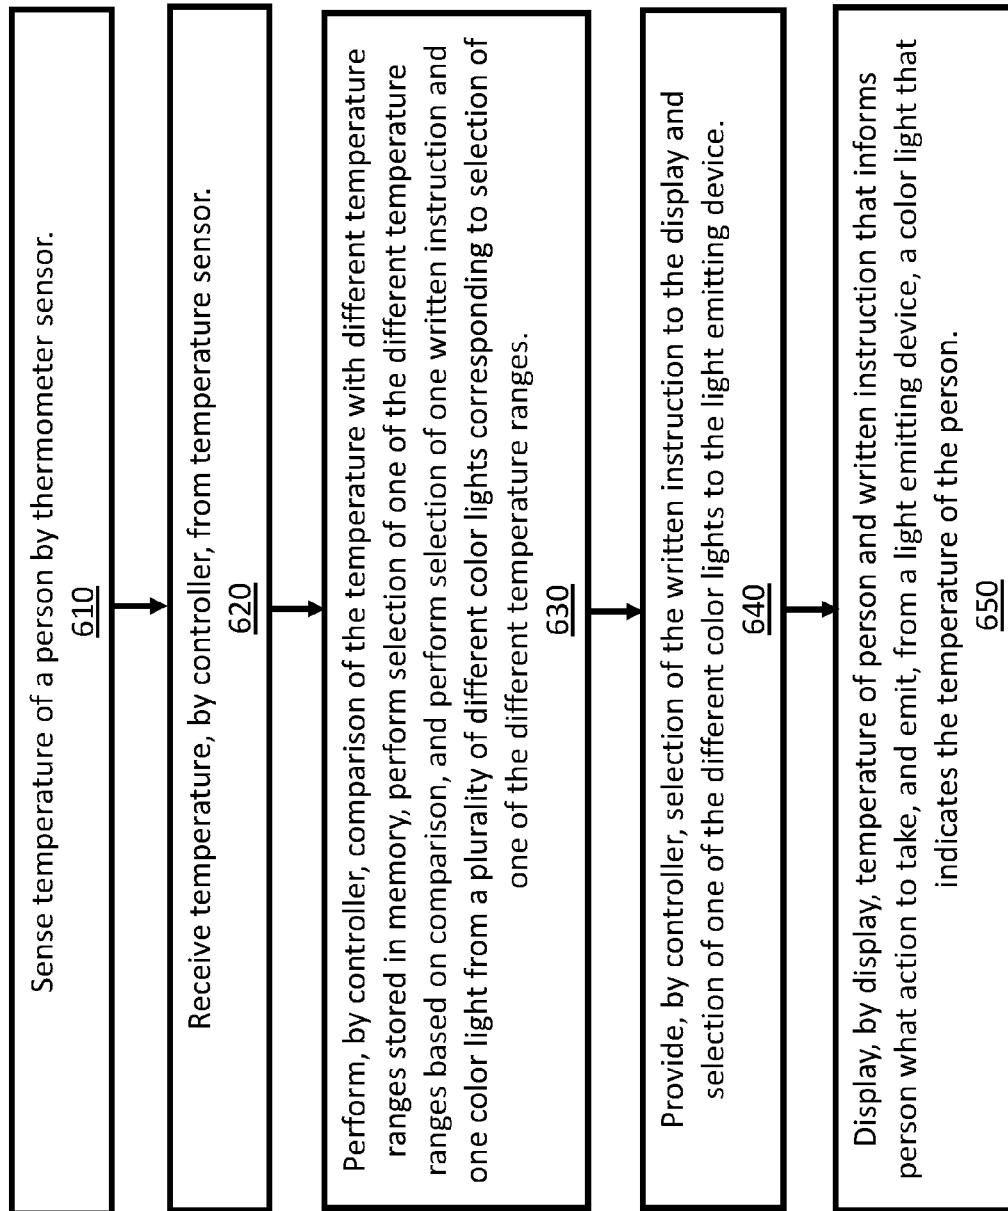 Sense temperature of a person by thermometer sensor.
610
Receive temperature, by controller, from temperature sensor.
620
Perform, by controller, comparison of the temperature with different temperature
ranges stored in memory, perform selection of one of the different temperature
ranges based on comparison, and perform selection of one written instruction and
one color light from a plurality of different color lights corresponding to selection of
one of the different temperature ranges.
630
Provide, by controller, selection of the written instruction to the display and
selection of one of the different color lights to the light emitting device.
640
Display, by display, temperature of person and written instruction that informs
person what action to take, and emit, from a light emitting device, a color light that
indicates the temperature of the person.
650